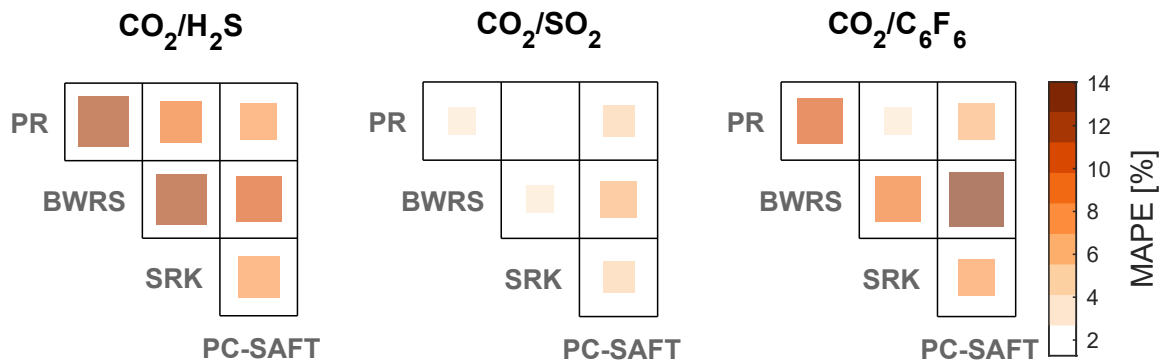 CO2/H2S
CO2/SO2
CO2/C6F6
PR
BWRS
SRK
PC-SAFT
PR
BWRS
SRK
PC-SAFT
PR
BWRS
SRK
PC-SAFT
14
12
10
8
6
4
2
MAPE [%]